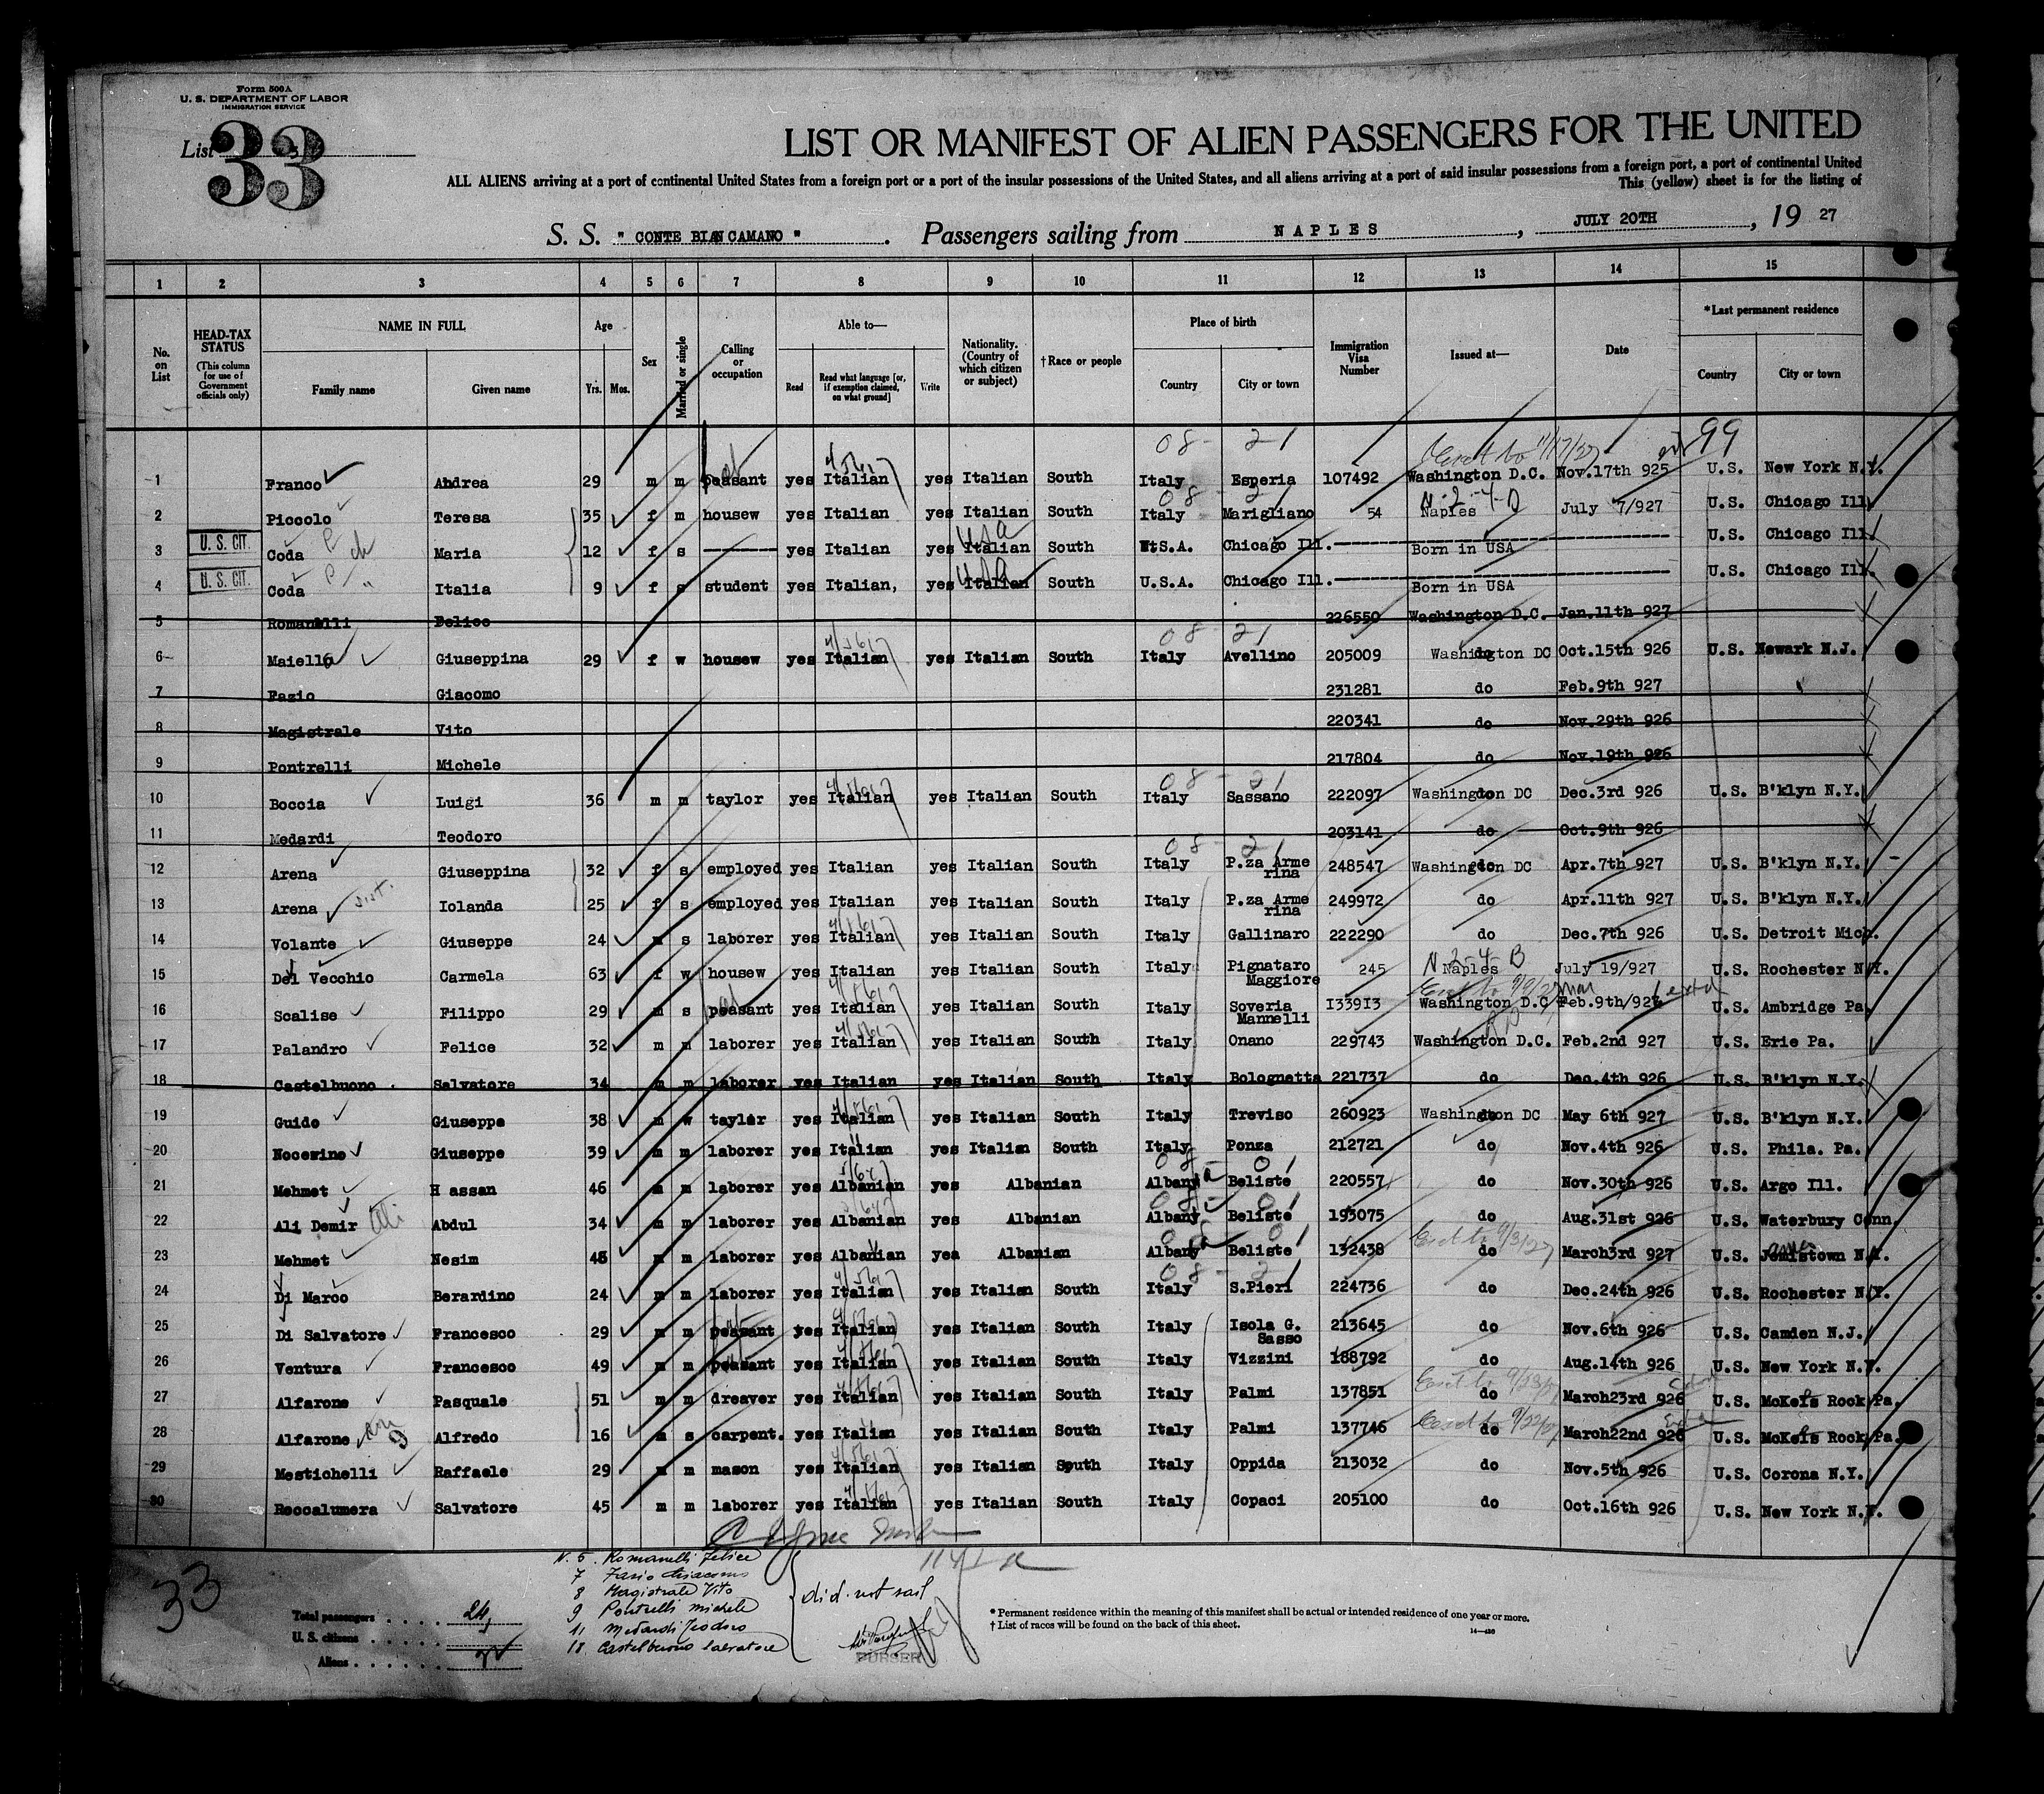 Form 500A
U. S. DEPARTMENT OF LABOR
IMMIGRATION SERVICE
List 33
LIST OR MANIFEST OF ALIEN PASSENGERS FOR THE UNITED
ALL ALIENS arriving at a port of continental United States from a foreign port or a port of the insular possessions of the United States, and all aliens arriving at a port of said insular possessions from a foreign port, a port of continental United
This (yellow) sheet is for the listing of
S. S. " CONTE BIANCAMANO " . Passengers sailing from NAPLES , JULY 20TH , 19 27
1 2 3 4 5 6 7 8 9 10 11 12 13 14 15
No. on List
HEAD-TAX STATUS
(This column for use of Government officials only)
NAME IN FULL
Family name Given name
Age
Yrs. Mos.
Sex
Married or single
Calling or occupation
Able to—
Read Read what language [or, if exemption claimed, on what ground] Write
Nationality. (Country of which citizen or subject)
†Race or people
Place of birth
Country City or town
Immigration Visa Number
Issued at—
Date
*Last permanent residence
Country City or town
08 - 21 99
1 Franco Andrea 29 m m peasant yes Italian yes Italian South Italy Esperia 107492 Washington D.C. Nov.17th 925 U.S. New York N.Y.
2 Piccolo Teresa 35 f m housew yes Italian yes Italian South Italy Marigliano 54 Naples July 7/927 U.S. Chicago Ill
3 U. S. CIT. Coda Maria 12 f s yes Italian yes Italian USA South U.S.A. Chicago Ill. Born in USA U.S. Chicago Ill
4 U. S. CIT. Coda Italia 9 f s student yes Italian, yes Italian USA South U.S.A. Chicago Ill. Born in USA U.S. Chicago Ill.
5 Romanelli Felice 226550 Washington D.C. Jan.11th 927
6 Maiello Giuseppina 29 f w housew yes Italian yes Italian South Italy Avellino 205009 Washington DC Oct.15th 926 U.S. Newark N.J.
7 Fazio Giacomo 231281 do Feb.9th 927
8 Magistrale Vito 220341 do Nov.29th 926
9 Pontrelli Michele 217804 do Nov.19th 926
10 Boccia Luigi 36 m m taylor yes Italian yes Italian South Italy Sassano 222097 Washington DC Dec.3rd 926 U.S. B'klyn N.Y.
11 Medardi Teodoro 203141 do Oct.9th 926
12 Arena Giuseppina 32 f s employed yes Italian yes Italian South Italy P.za Armerina 248547 Washington DC Apr.7th 927 U.S. B'klyn N.Y.
13 Arena sist. Iolanda 25 f s employed yes Italian yes Italian South Italy P.za Armerina 249972 do Apr.11th 927 U.S. B'klyn N.Y.
14 Volante Giuseppe 24 m s laborer yes Italian yes Italian South Italy Gallinaro 222290 do Dec.7th 926 U.S. Detroit Mich.
15 Del Vecchio Carmela 63 f w housew yes Italian yes Italian South Italy Pignataro Maggiore 245 Naples July 19/927 U.S. Rochester N.Y.
16 Scalise Filippo 29 m s peasant yes Italian yes Italian South Italy Soveria Mannelli 133913 Washington D.C Feb.9th/926 U.S. Ambridge Pa.
17 Palandro Felice 32 m m laborer yes Italian yes Italian South Italy Onano 229743 Washington D.C. Feb.2nd 927 U.S. Erie Pa.
18 Castelbuono Salvatore 34 m m laborer yes Italian yes Italian South Italy Bolognetta 221737 do Dec.4th 926 U.S. B'klyn N.Y.
19 Guido Giuseppe 38 m w taylor yes Italian yes Italian South Italy Treviso 260923 Washington DC May 6th 927 U.S. B'klyn N.Y.
20 Nocerino Giuseppe 39 m m laborer yes Italian yes Italian South Italy Ponza 212721 do Nov.4th 926 U.S. Phila. Pa.
21 Mehmet Hassan 46 m m laborer yes Albanian yes Albanian Albany Beliste 220557 do Nov.30th 926 U.S. Argo Ill.
22 Ali Demir Abdul 34 m m laborer yes Albanian yes Albanian Albany Beliste 193075 do Aug.31st 926 U.S. Waterbury Conn.
23 Mehmet Nesim 45 m m laborer yes Albanian yes Albanian Albany Beliste 132438 do March3rd 927 U.S. Jamestown N.Y.
24 Di Marco Berardino 24 m m laborer yes Italian yes Italian South Italy S.Pieri 224736 do Dec.24th 926 U.S. Rochester N.Y.
25 Di Salvatore Francesco 29 m m peasant yes Italian yes Italian South Italy Isola G. Sasso 213645 do Nov.6th 926 U.S. Camden N.J.
26 Ventura Francesco 49 m m peasant yes Italian yes Italian South Italy Vizzini 188792 do Aug.14th 926 U.S. New York N.Y.
27 Alfarone Pasquale 51 m m dreaver yes Italian yes Italian South Italy Palmi 137851 do March23rd 926 U.S. McKefs Rock Pa.
28 Alfarone Alfredo 16 m s carpent. yes Italian yes Italian South Italy Palmi 137746 do March22nd 926 U.S. McKefs Rock Pa.
29 Mestichelli Raffaele 29 m m mason yes Italian yes Italian South Italy Oppida 213032 do Nov.5th 926 U.S. Corona N.Y.
30 Roccalumera Salvatore 45 m m laborer yes Italian yes Italian South Italy Copaci 205100 do Oct.16th 926 U.S. New York N.Y.
33
N. 5. Romanelli Felice
7 Fazio Giacomo
8 Magistrale Vito
9 Pontrelli Michele
11 Medardi Teodoro
18. Castelbuono Salvatore
did not sail
PURSER
Total passengers 24
U. S. citizens
Aliens
* Permanent residence within the meaning of this manifest shall be actual or intended residence of one year or more.
† List of races will be found on the back of this sheet.
14—430